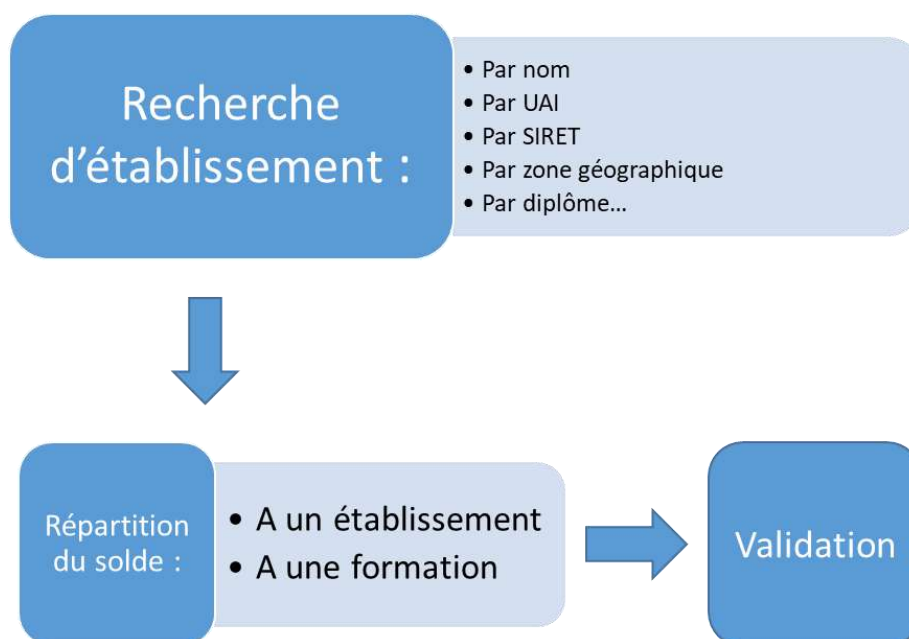 Recherche
d'établissement :
• Par nom
• Par UAI
• Par SIRET
• Par zone géographique
• Par diplôme...
Répartition
du solde :
• A un établissement
• A une formation
Validation